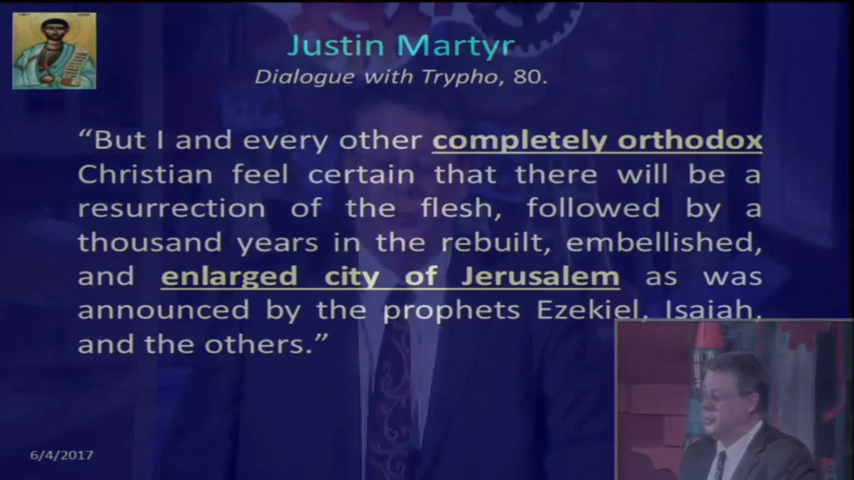 Justin Martyr
Dialogue with Trypho, 80.
“But I and every other completely orthodox
Christian feel certain that there will be a
resurrection of the flesh, followed by a
thousand years in the rebuilt, embellished,
and enlarged city of Jerusalem as was
announced by the prophets Ezekiel, Isaiah,
and the others.”
6/4/2017